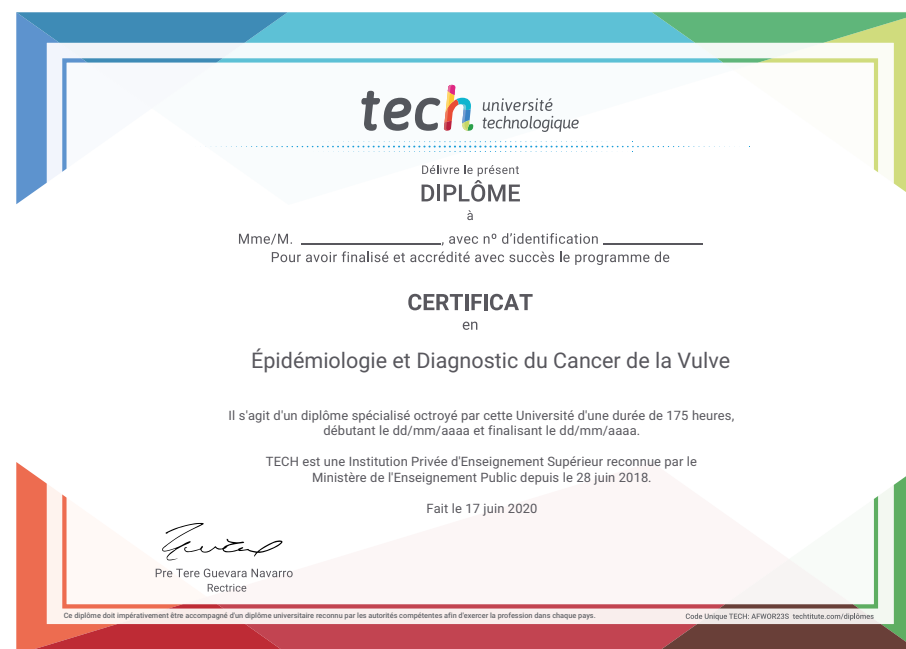 tech université
technologique
Délivre le présent
DIPLÔME
à
Mme/M. ____________________, avec nº d'identification ______________
Pour avoir finalisé et accrédité avec succès le programme de
CERTIFICAT
en
Épidémiologie et Diagnostic du Cancer de la Vulve
Il s'agit d'un diplôme spécialisé octroyé par cette Université d'une durée de 175 heures,
débutant le dd/mm/aaaa et finalisant le dd/mm/aaaa.
TECH est une Institution Privée d'Enseignement Supérieur reconnue par le
Ministère de l'Enseignement Public depuis le 28 juin 2018.
Fait le 17 juin 2020
Pre Tere Guevara Navarro
Rectrice
Ce diplôme doit impérativement être accompagné d'un diplôme universitaire reconnu par les autorités compétentes afin d'exercer la profession dans chaque pays.
Code Unique TECH: AFWOR23S techtitute.com/diplômes